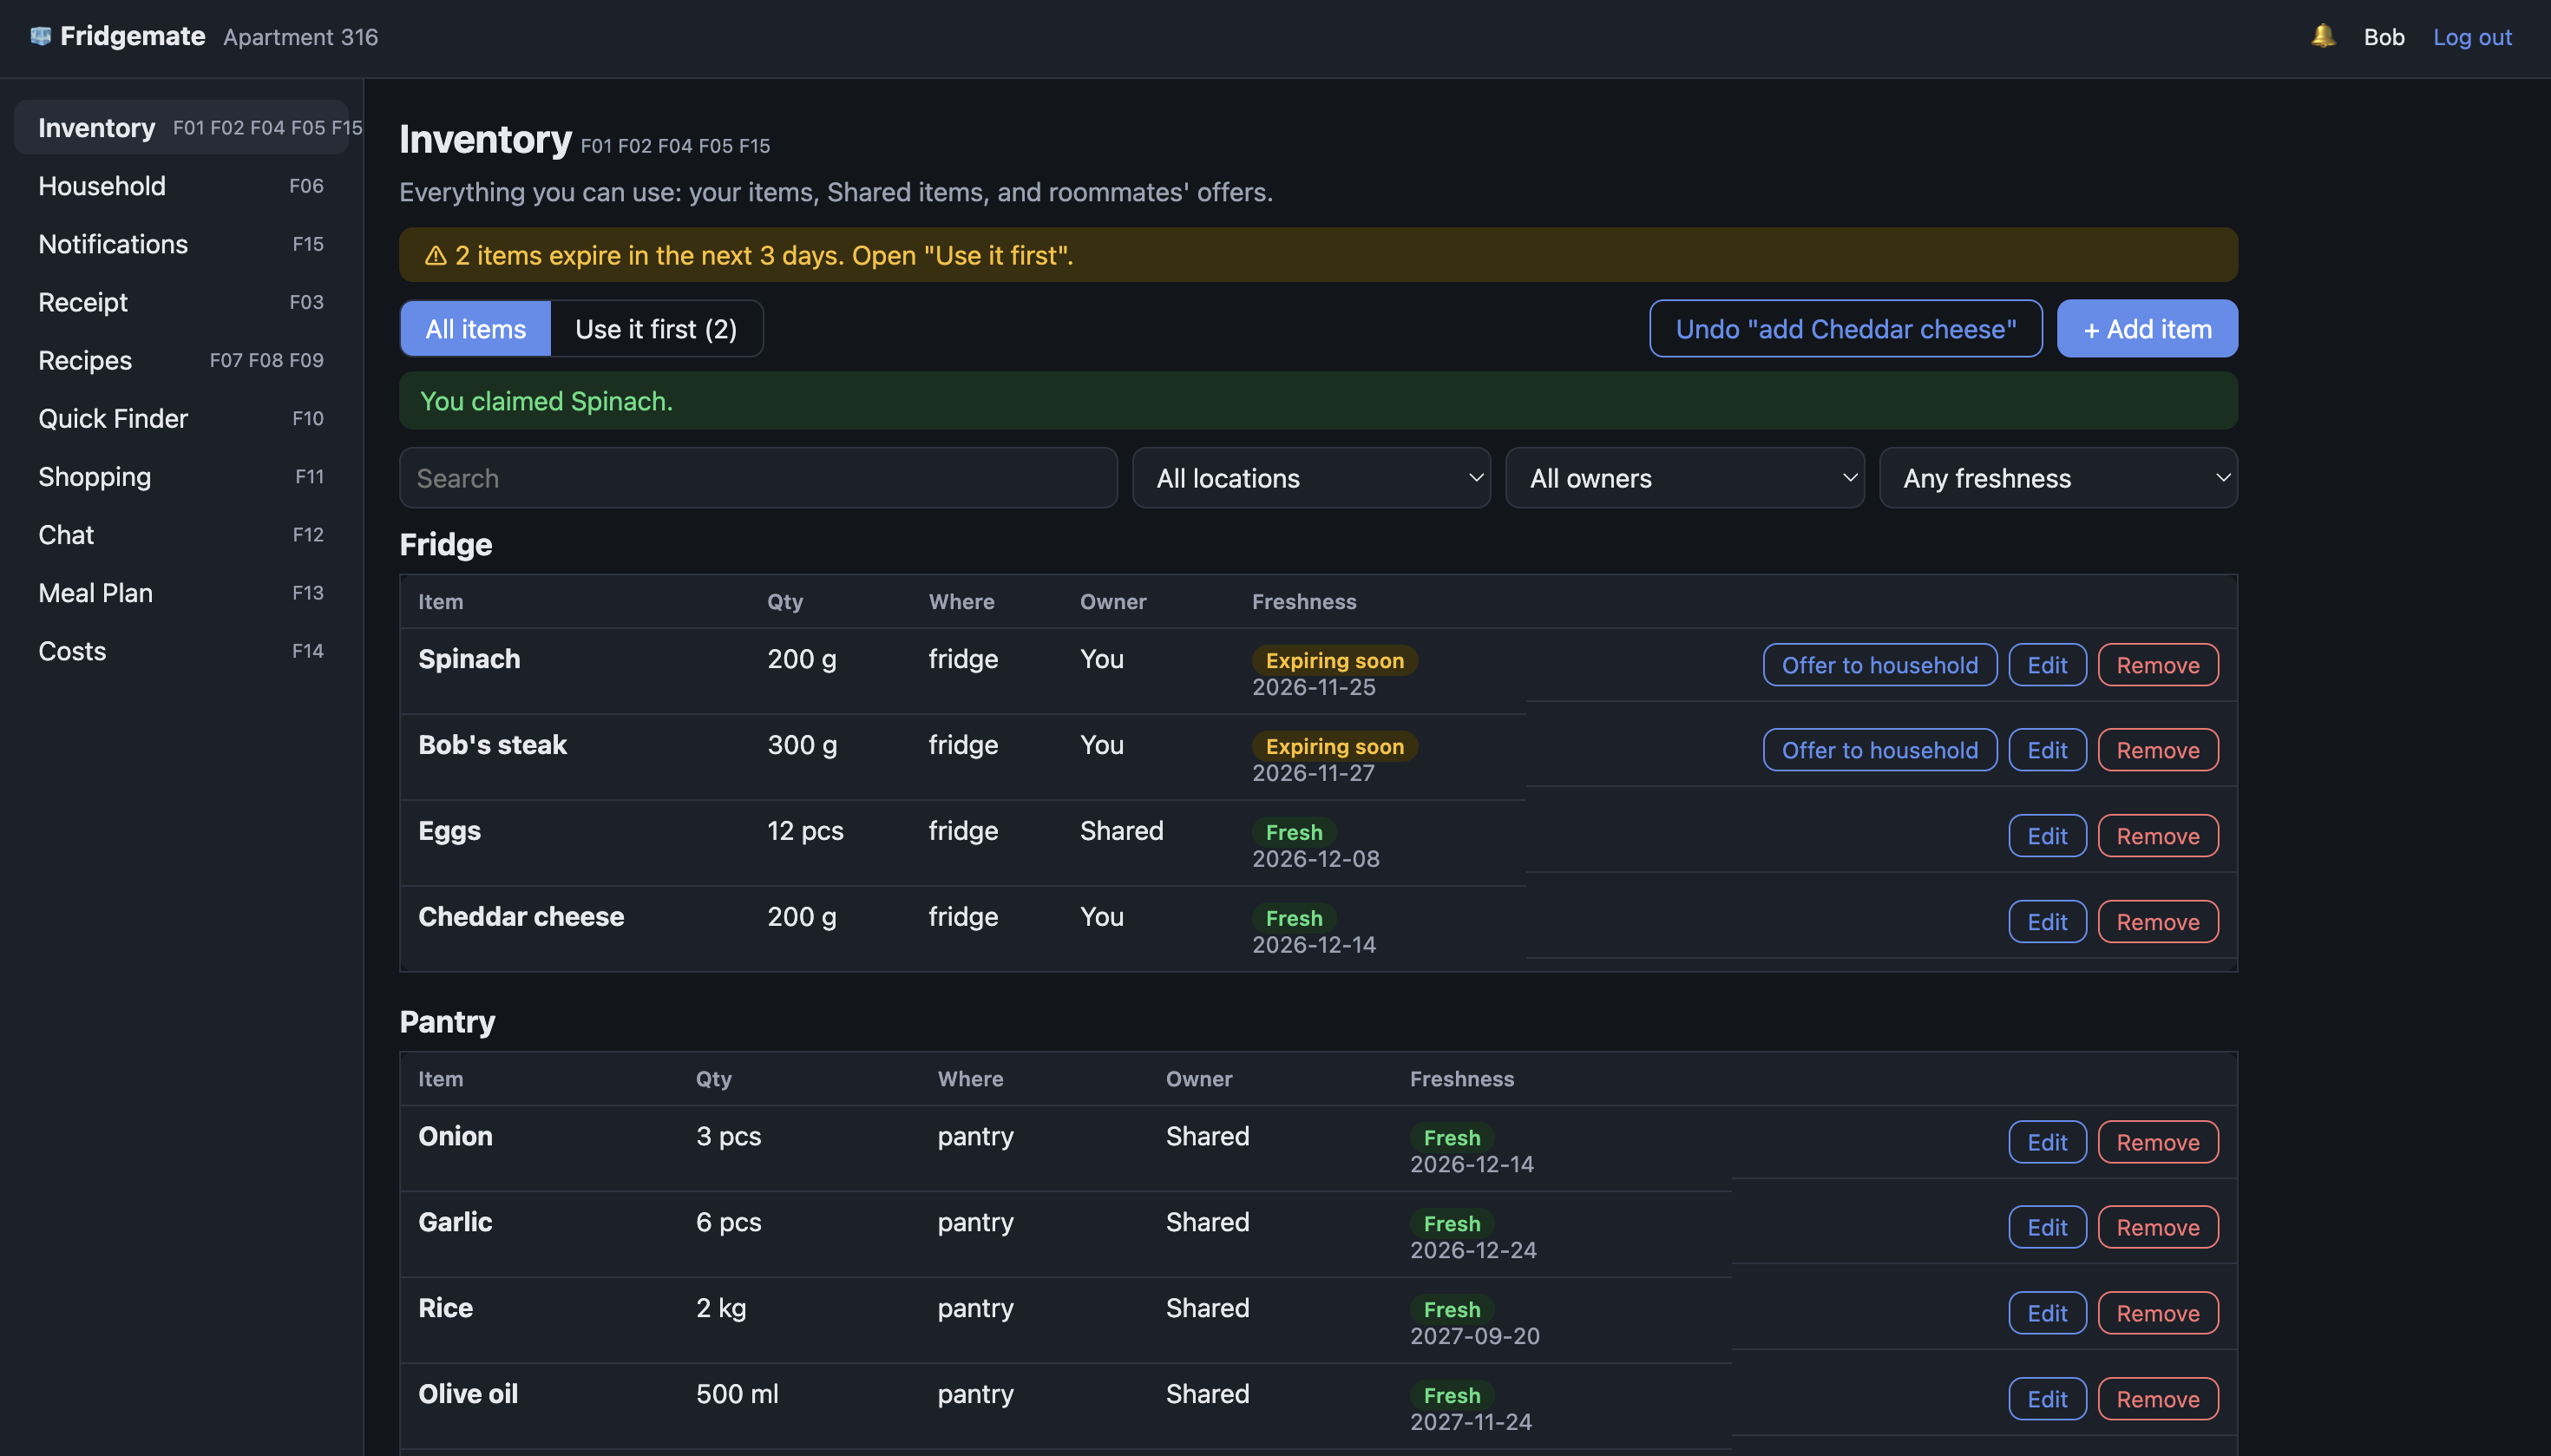 Fridgemate Apartment 316
🔔 Bob Log out
Inventory F01 F02 F04 F05 F15
Household F06
Notifications F15
Receipt F03
Recipes F07 F08 F09
Quick Finder F10
Shopping F11
Chat F12
Meal Plan F13
Costs F14
Inventory F01 F02 F04 F05 F15
Everything you can use: your items, Shared items, and roommates' offers.
⚠ 2 items expire in the next 3 days. Open "Use it first".
All items Use it first (2) Undo "add Cheddar cheese" + Add item
You claimed Spinach.
Search All locations All owners Any freshness
Fridge
Item Qty Where Owner Freshness
Spinach 200 g fridge You Expiring soon Offer to household Edit Remove
2026-11-25
Bob's steak 300 g fridge You Expiring soon Offer to household Edit Remove
2026-11-27
Eggs 12 pcs fridge Shared Fresh Edit Remove
2026-12-08
Cheddar cheese 200 g fridge You Fresh Edit Remove
2026-12-14
Pantry
Item Qty Where Owner Freshness
Onion 3 pcs pantry Shared Fresh Edit Remove
2026-12-14
Garlic 6 pcs pantry Shared Fresh Edit Remove
2026-12-24
Rice 2 kg pantry Shared Fresh Edit Remove
2027-09-20
Olive oil 500 ml pantry Shared Fresh Edit Remove
2027-11-24